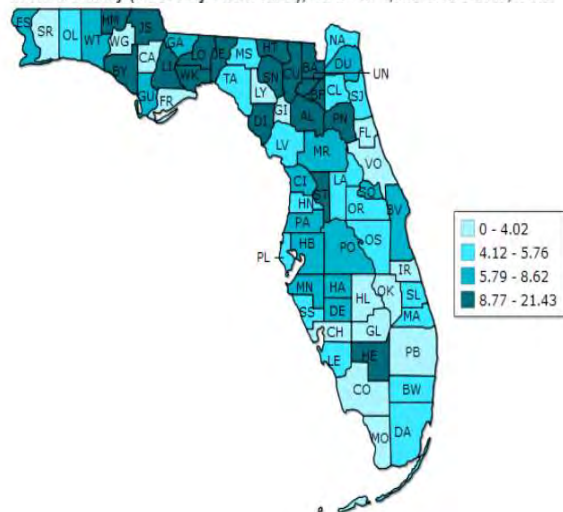 ES
SR
OL
WT
HM
JS
WG
CA
BY
GU
FR
GA
LI
LO
WK
JE
MS
TA
HT
SN
LY
GI
DI
CU
BA
BF
UN
NA
DU
CL
SJ
AL
PN
FL
LV
MR
VO
CI
ST
LA
SO
HN
OR
BV
PA
OS
PL
HB
PO
IR
MN
HA
HL
OK
SL
SS
DE
MA
CH
GL
LE
HE
PB
CO
BW
MO
DA
0 - 4.02
4.12 - 5.76
5.79 - 8.62
8.77 - 21.43